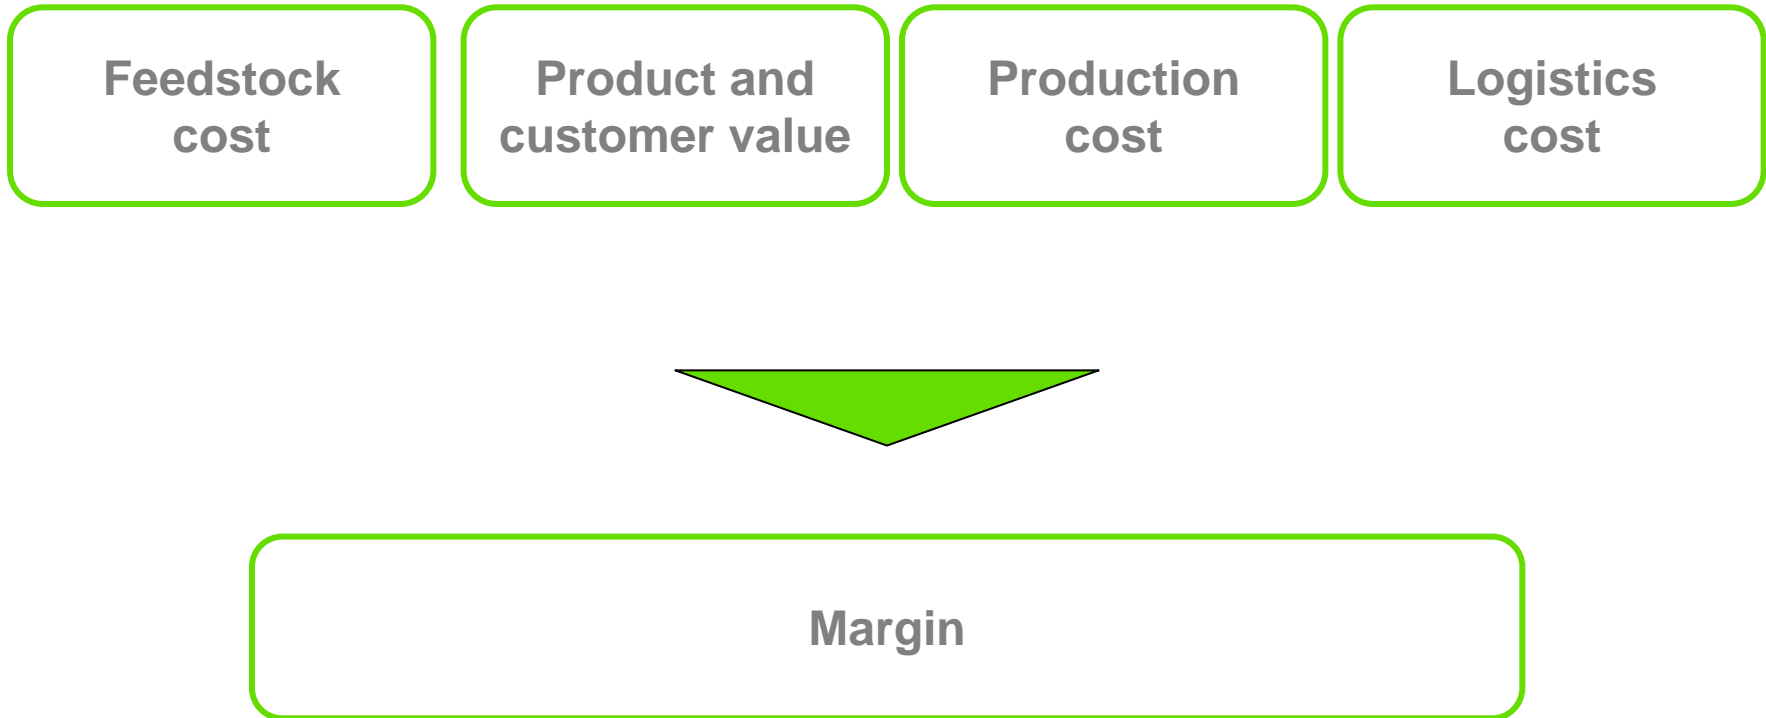 Feedstock
cost
Product and
customer value
Production
cost
Logistics
cost
Margin